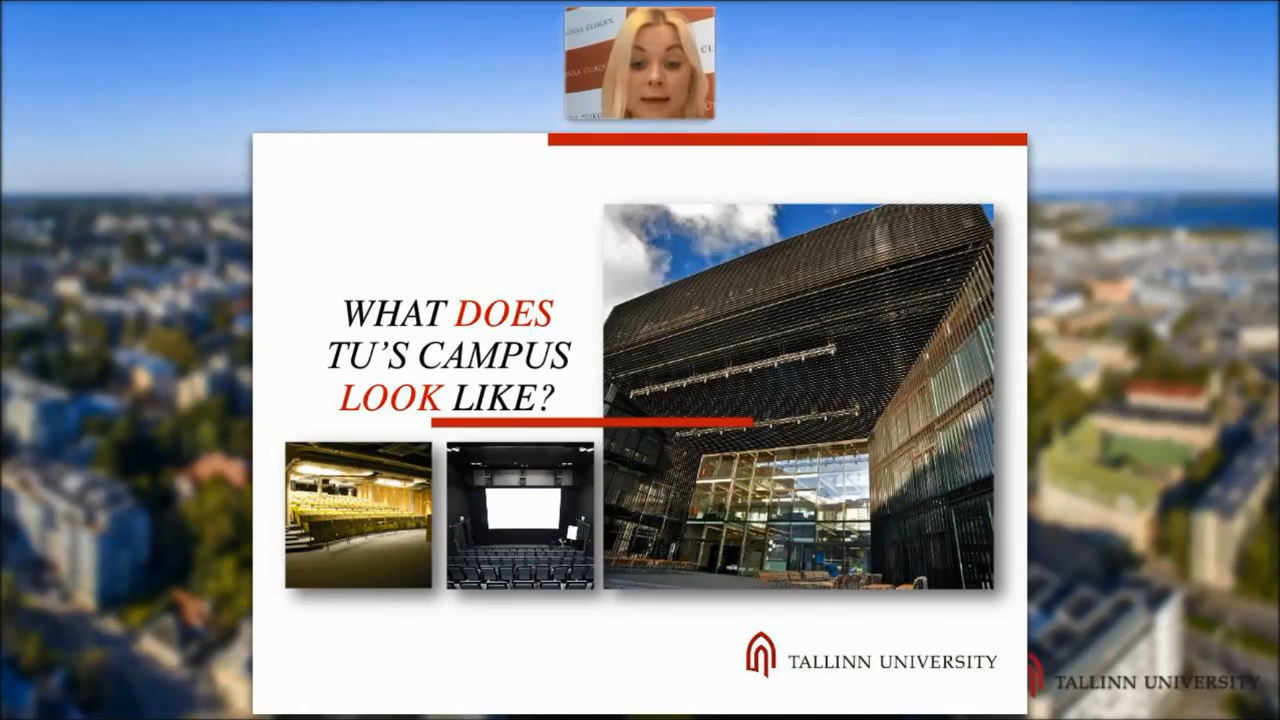 WHAT DOES
TU'S CAMPUS
LOOK LIKE?
TALLINN UNIVERSITY
TALLINN UNIVERSITY